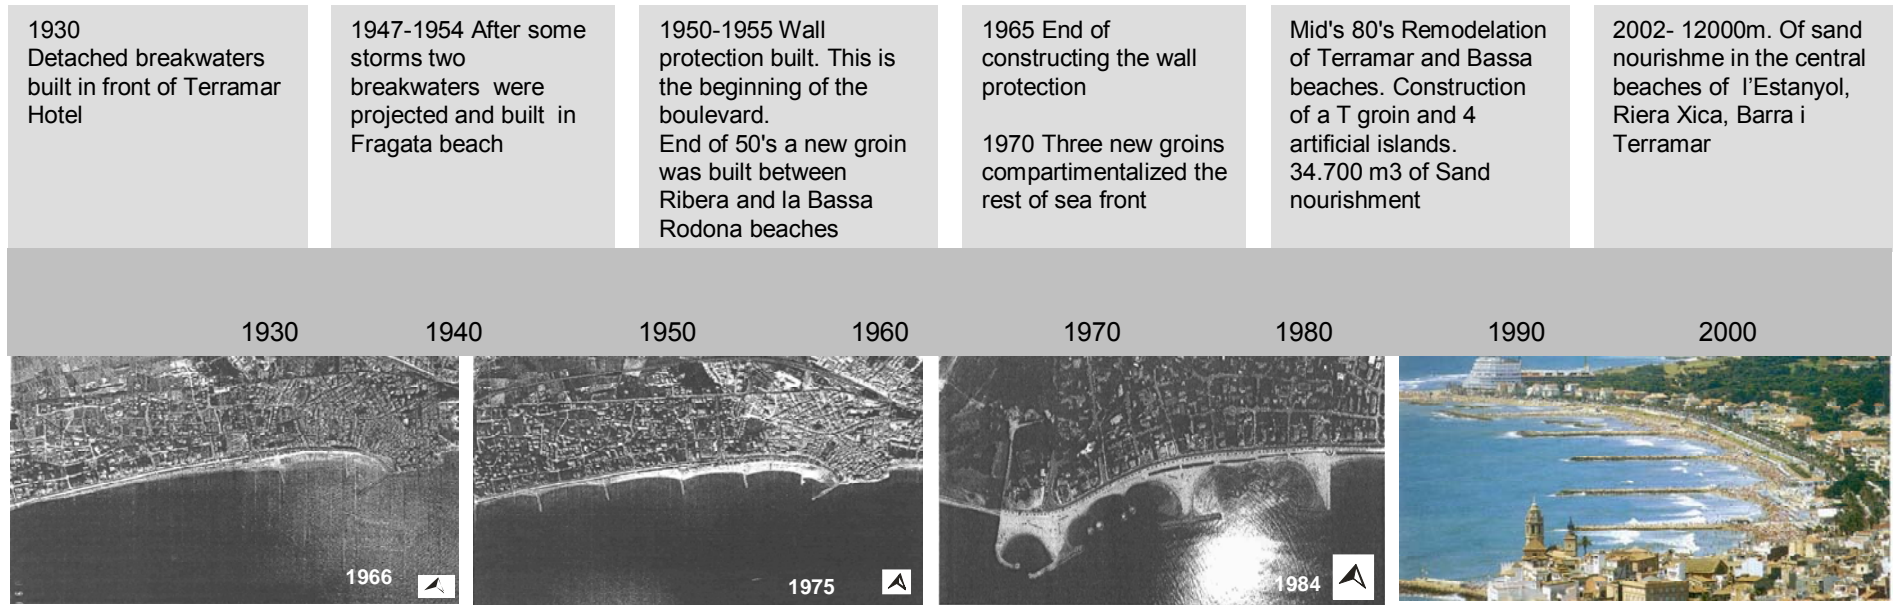 1930
Detached breakwaters
built in front of Terramar
Hotel
1947-1954 After some
storms two
breakwaters were
projected and built in
Fragata beach
1950-1955 Wall
protection built. This is
the beginning of the
boulevard.
End of 50's a new groin
was built between
Ribera and la Bassa
Rodona beaches
1965 End of
constructing the wall
protection
1970 Three new groins
compartimentalized the
rest of sea front
Mid's 80's Remodelation
of Terramar and Bassa
beaches. Construction
of a T groin and 4
artificial islands.
34.700 m3 of Sand
nourishment
2002- 12000m. Of sand
nourishme in the central
beaches of l'Estanyol,
Riera Xica, Barra i
Terramar
1930 1940 1950 1960 1970 1980 1990 2000
1966
1975
1984